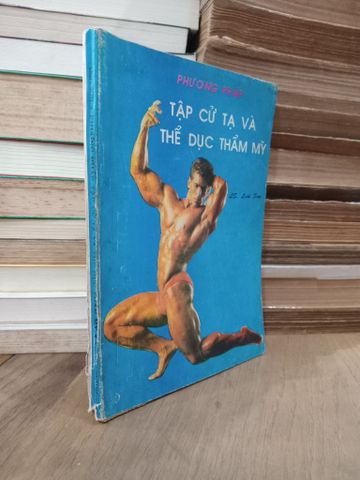 PHƯƠNG PHÁP
TẬP CỬ TẠ VÀ
THỂ DỤC THẨM MỸ